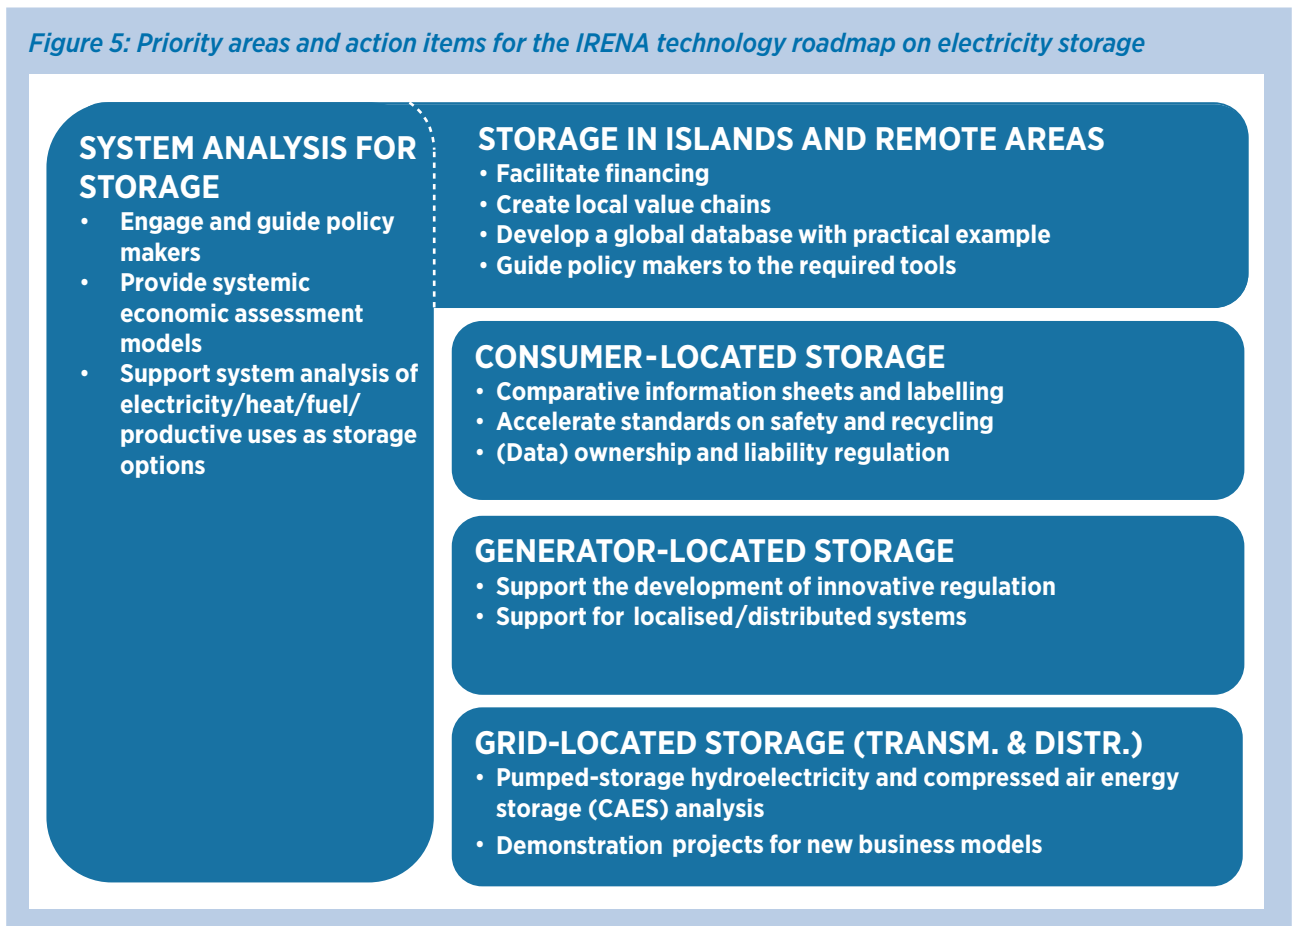 Figure 5: Priority areas and action items for the IRENA technology roadmap on electricity storage
SYSTEM ANALYSIS FOR
STORAGE
• Engage and guide policy
makers
• Provide systemic
economic assessment
models
• Support system analysis of
electricity/heat/fuel/
productive uses as storage
options
STORAGE IN ISLANDS AND REMOTE AREAS
• Facilitate financing
• Create local value chains
• Develop a global database with practical example
• Guide policy makers to the required tools
CONSUMER-LOCATED STORAGE
• Comparative information sheets and labelling
• Accelerate standards on safety and recycling
• (Data) ownership and liability regulation
GENERATOR-LOCATED STORAGE
• Support the development of innovative regulation
• Support for localised/distributed systems
GRID-LOCATED STORAGE (TRANSM. & DISTR.)
• Pumped-storage hydroelectricity and compressed air energy
storage (CAES) analysis
• Demonstration projects for new business models